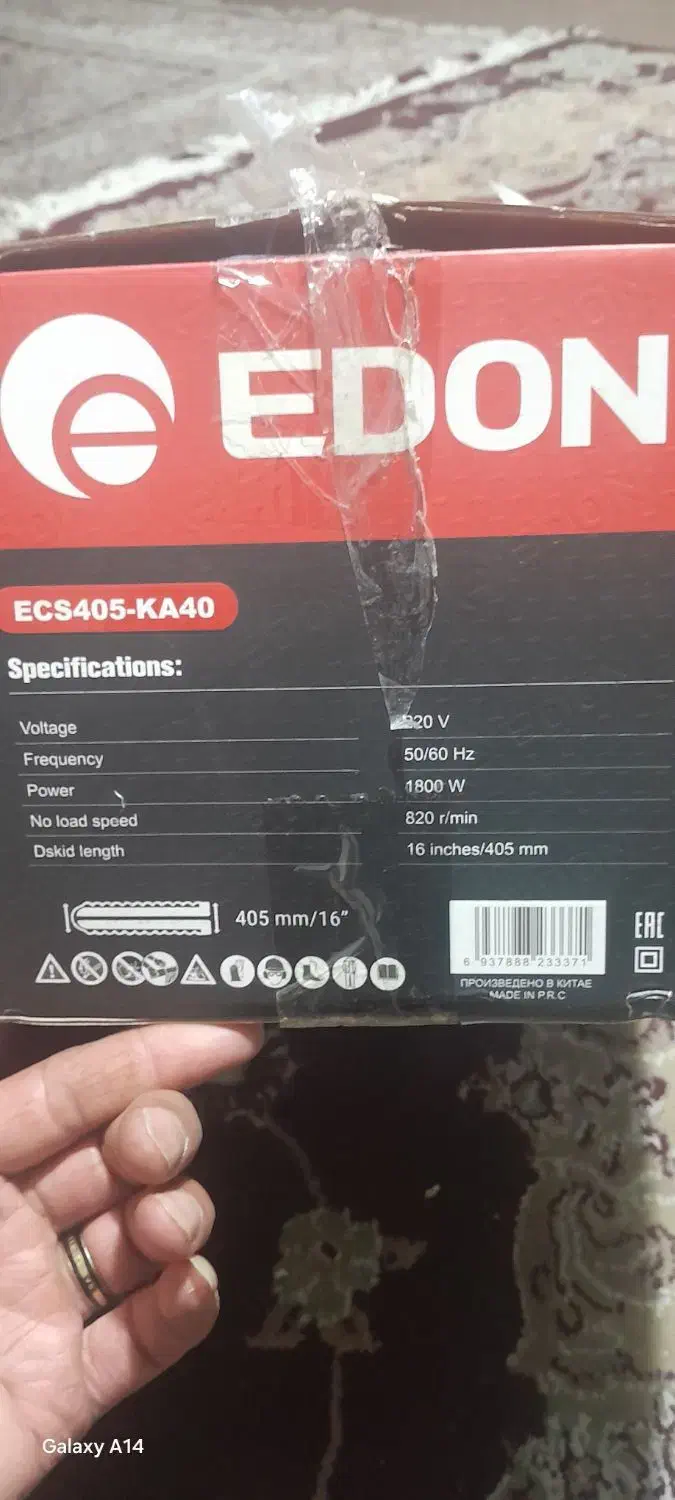 EDON
ECS405-KA40
Specifications:
Voltage 220 V
Frequency 50/60 Hz
Power 1800 W
No load speed 820 r/min
Dskid length 16 inches/405 mm
405 mm/16”
EAC
6 937888 233371
ПРОИЗВЕДЕНО В КИТАЕ
MADE IN P.R.C
Galaxy A14